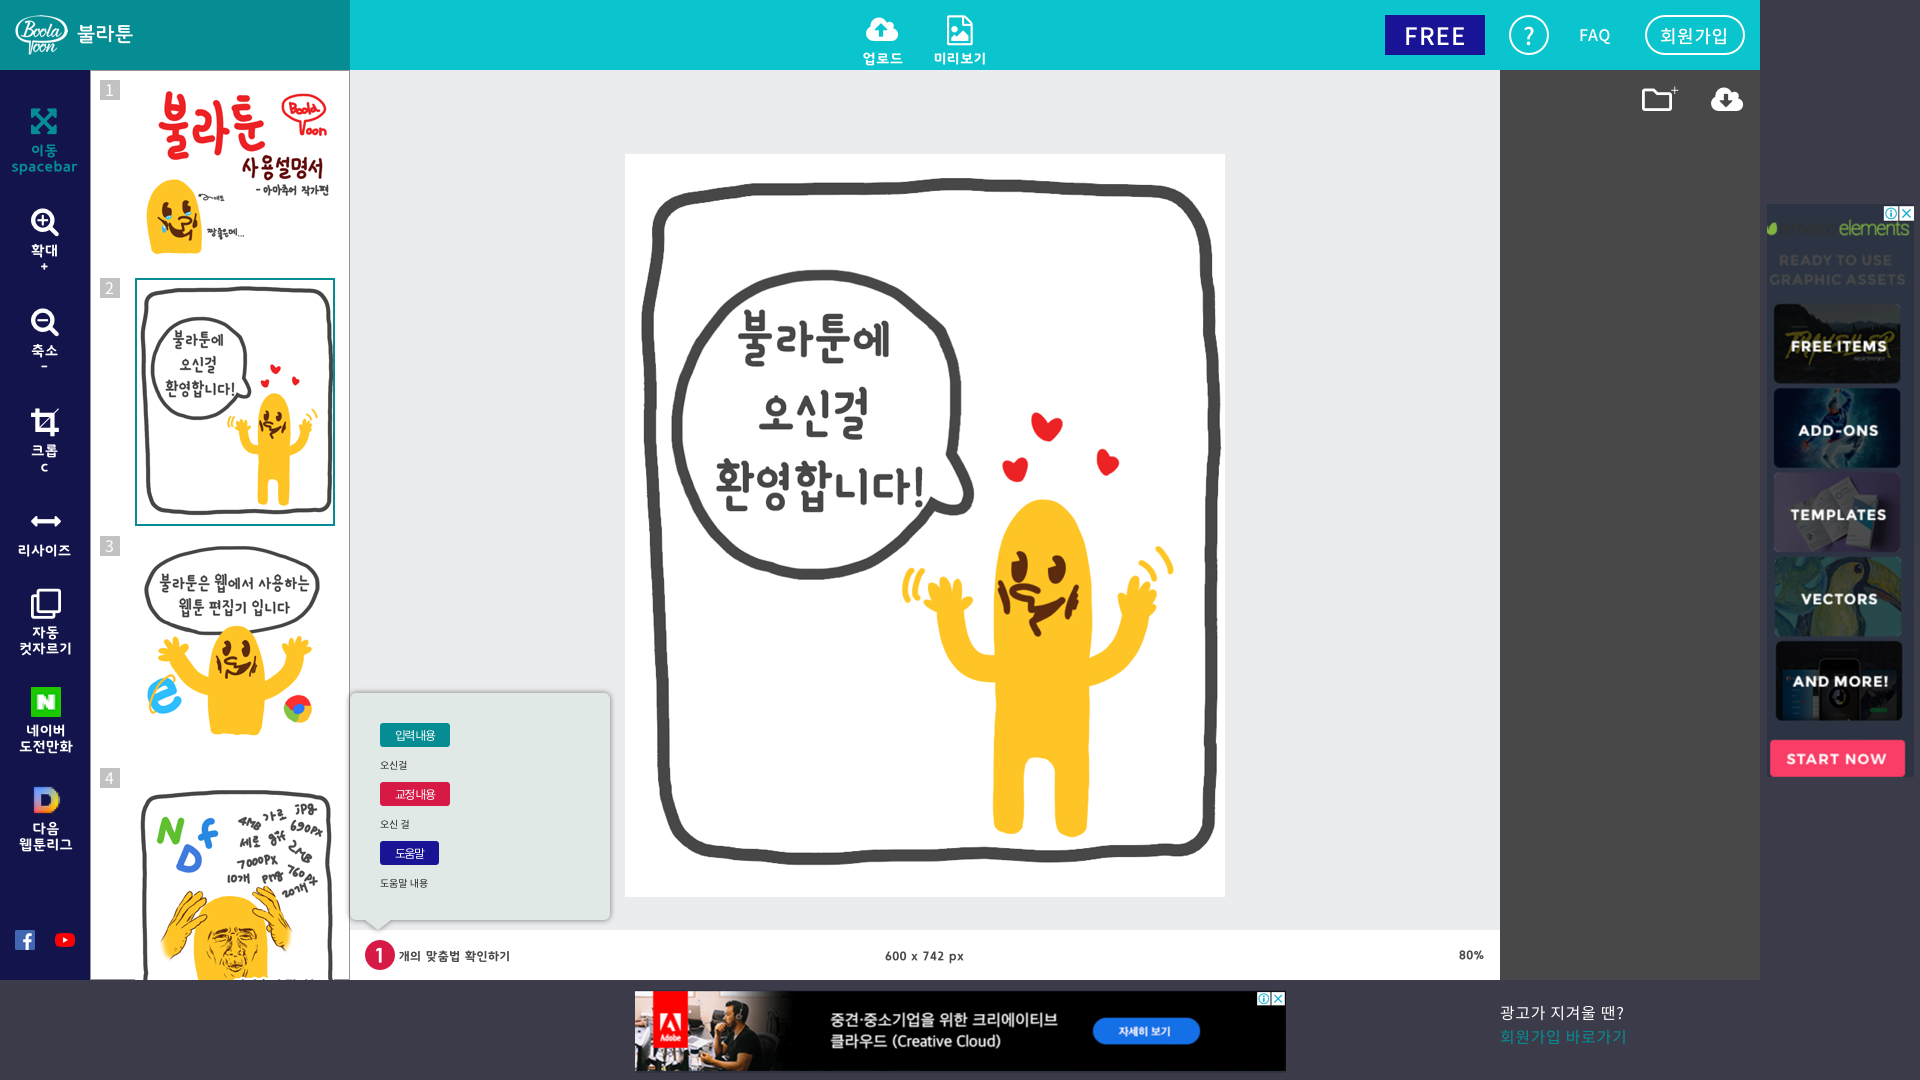 Boola
Toon
불라툰
업로드
미리보기
FREE
?
FAQ
회원가입
이동
spacebar
확대
+
축소
-
크롭
c
리사이즈
자동
컷자르기
N
네이버
도전만화
다음
웹툰리그
1
불라툰
Boola
Toon
사용설명서
- 아마추어 작가편
짱좋은데...
2
불라툰에
오신걸
환영합니다!
3
불라툰은 웹에서 사용하는
웹툰 편집기 입니다
4
N D f
4MB 가로 jpg
690px
세로 gif 2MB
7000px
760px
10개 png
20개
불라툰에
오신걸
환영합니다!
입력내용
오신걸
교정내용
오신 걸
도움말
도움말 내용
1 개의 맞춤법 확인하기
600 x 742 px
80%
elements
READY TO USE
GRAPHIC ASSETS
FREE ITEMS
ADD-ONS
TEMPLATES
VECTORS
AND MORE!
START NOW
Adobe
중견·중소기업을 위한 크리에이티브
클라우드 (Creative Cloud)
자세히 보기
광고가 지겨울 땐?
회원가입 바로가기